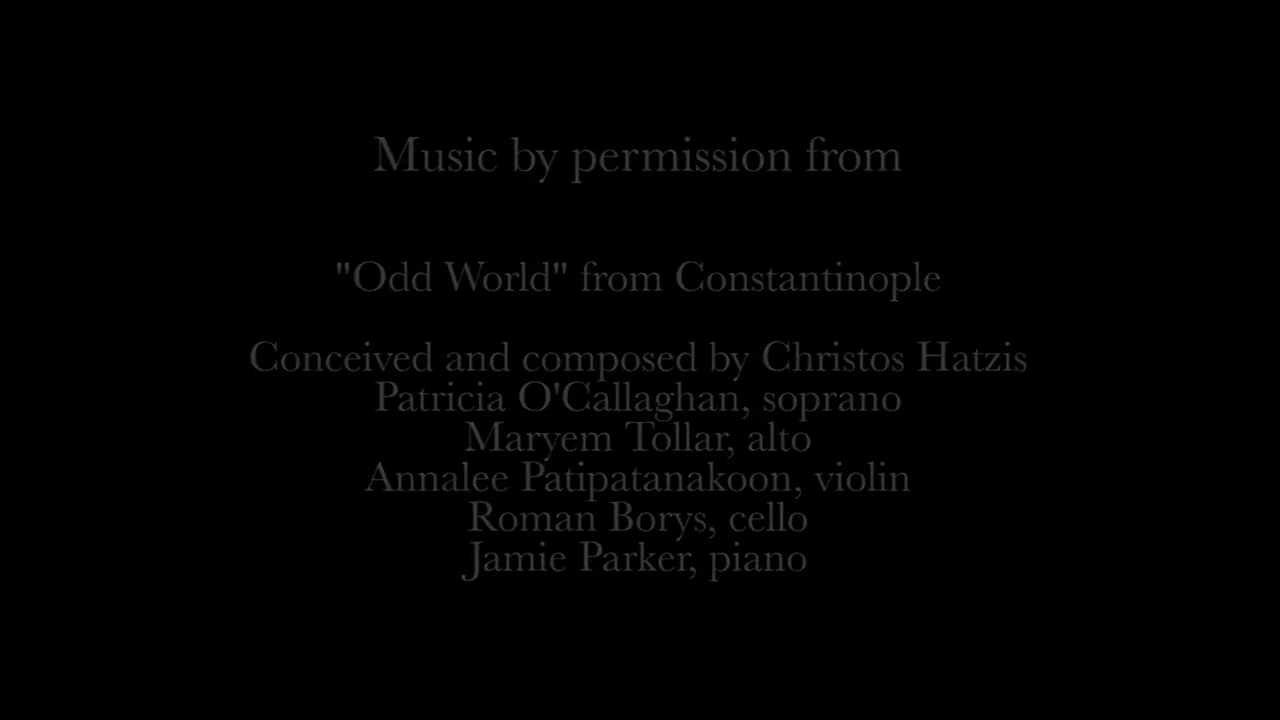 Music by permission from
"Odd World" from Constantinople
Conceived and composed by Christos Hatzis
Patricia O'Callaghan, soprano
Maryem Tollar, alto
Annalee Patipatanakoon, violin
Roman Borys, cello
Jamie Parker, piano